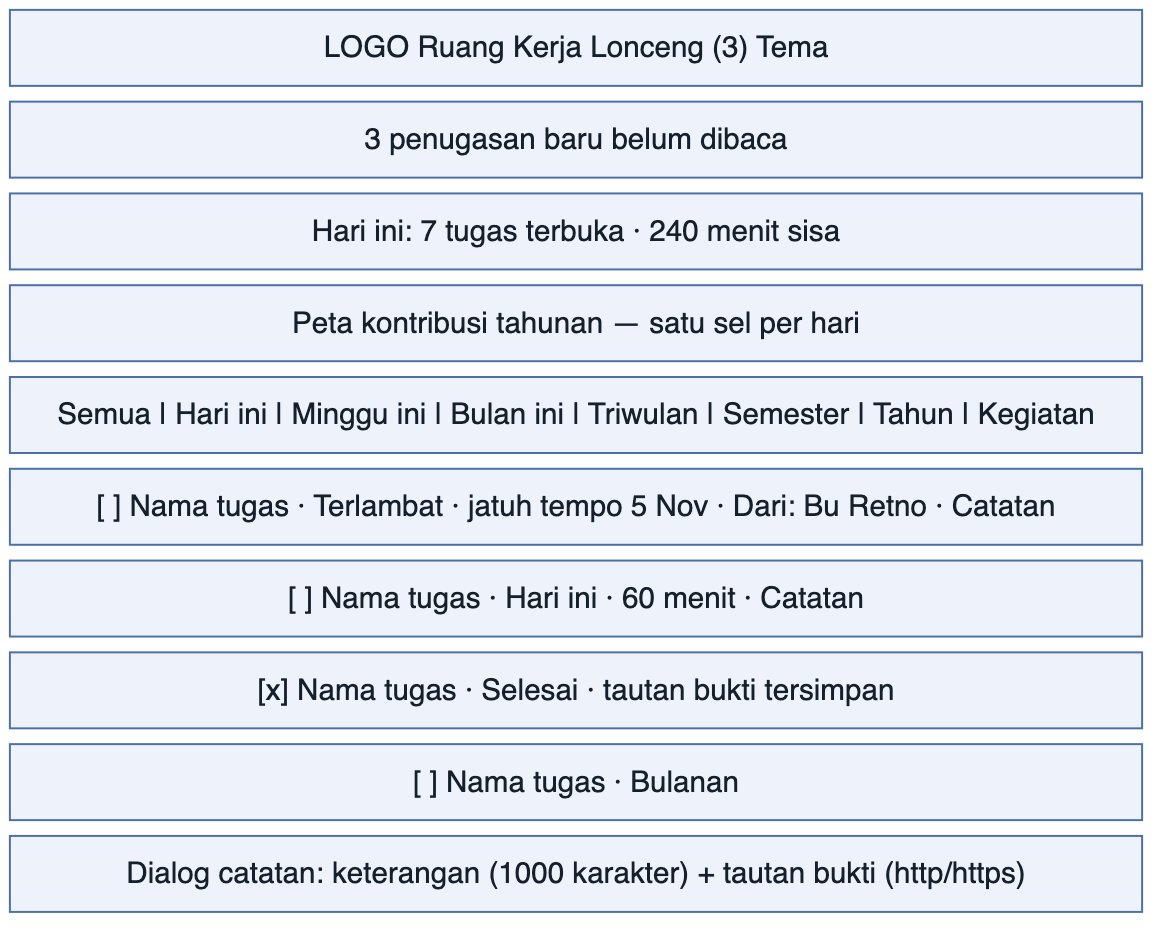 LOGO Ruang Kerja Lonceng (3) Tema
3 penugasan baru belum dibaca
Hari ini: 7 tugas terbuka · 240 menit sisa
Peta kontribusi tahunan — satu sel per hari
Semua | Hari ini | Minggu ini | Bulan ini | Triwulan | Semester | Tahun | Kegiatan
[ ] Nama tugas · Terlambat · jatuh tempo 5 Nov · Dari: Bu Retno · Catatan
[ ] Nama tugas · Hari ini · 60 menit · Catatan
[x] Nama tugas · Selesai · tautan bukti tersimpan
[ ] Nama tugas · Bulanan
Dialog catatan: keterangan (1000 karakter) + tautan bukti (http/https)